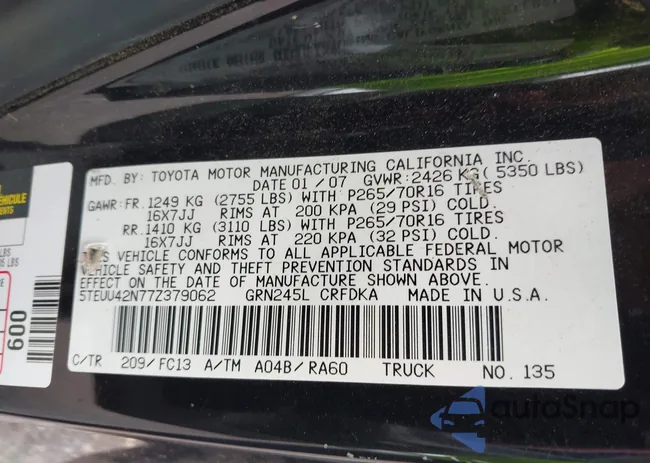 MFD. BY: TOYOTA MOTOR MANUFACTURING CALIFORNIA INC.
DATE 01 / 07 GVWR: 2426 KG ( 5350 LBS)
GAWR: FR. 1249 KG (2755 LBS) WITH P265/70R16 TIRES
16X7JJ RIMS AT 200 KPA (29 PSI) COLD.
RR. 1410 KG (3110 LBS) WITH P265/70R16 TIRES
16X7JJ RIMS AT 220 KPA (32 PSI) COLD.
THIS VEHICLE CONFORMS TO ALL APPLICABLE FEDERAL MOTOR
VEHICLE SAFETY AND THEFT PREVENTION STANDARDS IN
EFFECT ON THE DATE OF MANUFACTURE SHOWN ABOVE.
5TEUU42N77Z379062 GRN245L CRFDKA MADE IN U.S.A.
C/TR 209/FC13 A/TM A04B/RA60 TRUCK NO. 135
600
autoSnap